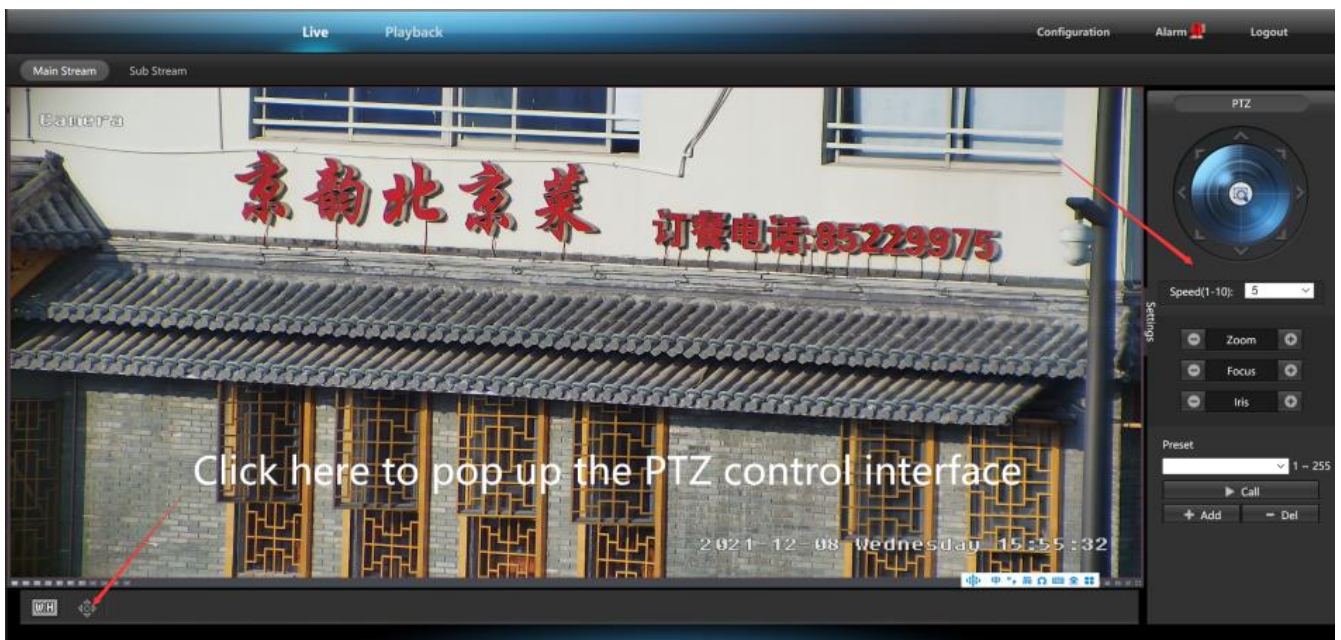 Live Playback Configuration Alarm Logout
Main Stream Sub Stream
PTZ
Camera
京韵北京菜
订餐电话:85229975
Speed(1-10): 5
Settings
Zoom
Focus
Iris
Click here to pop up the PTZ control interface
Preset
1 ~ 255
Call
Add Del
2021-12-08 Wednesday 15:55:32
中 简
W:H